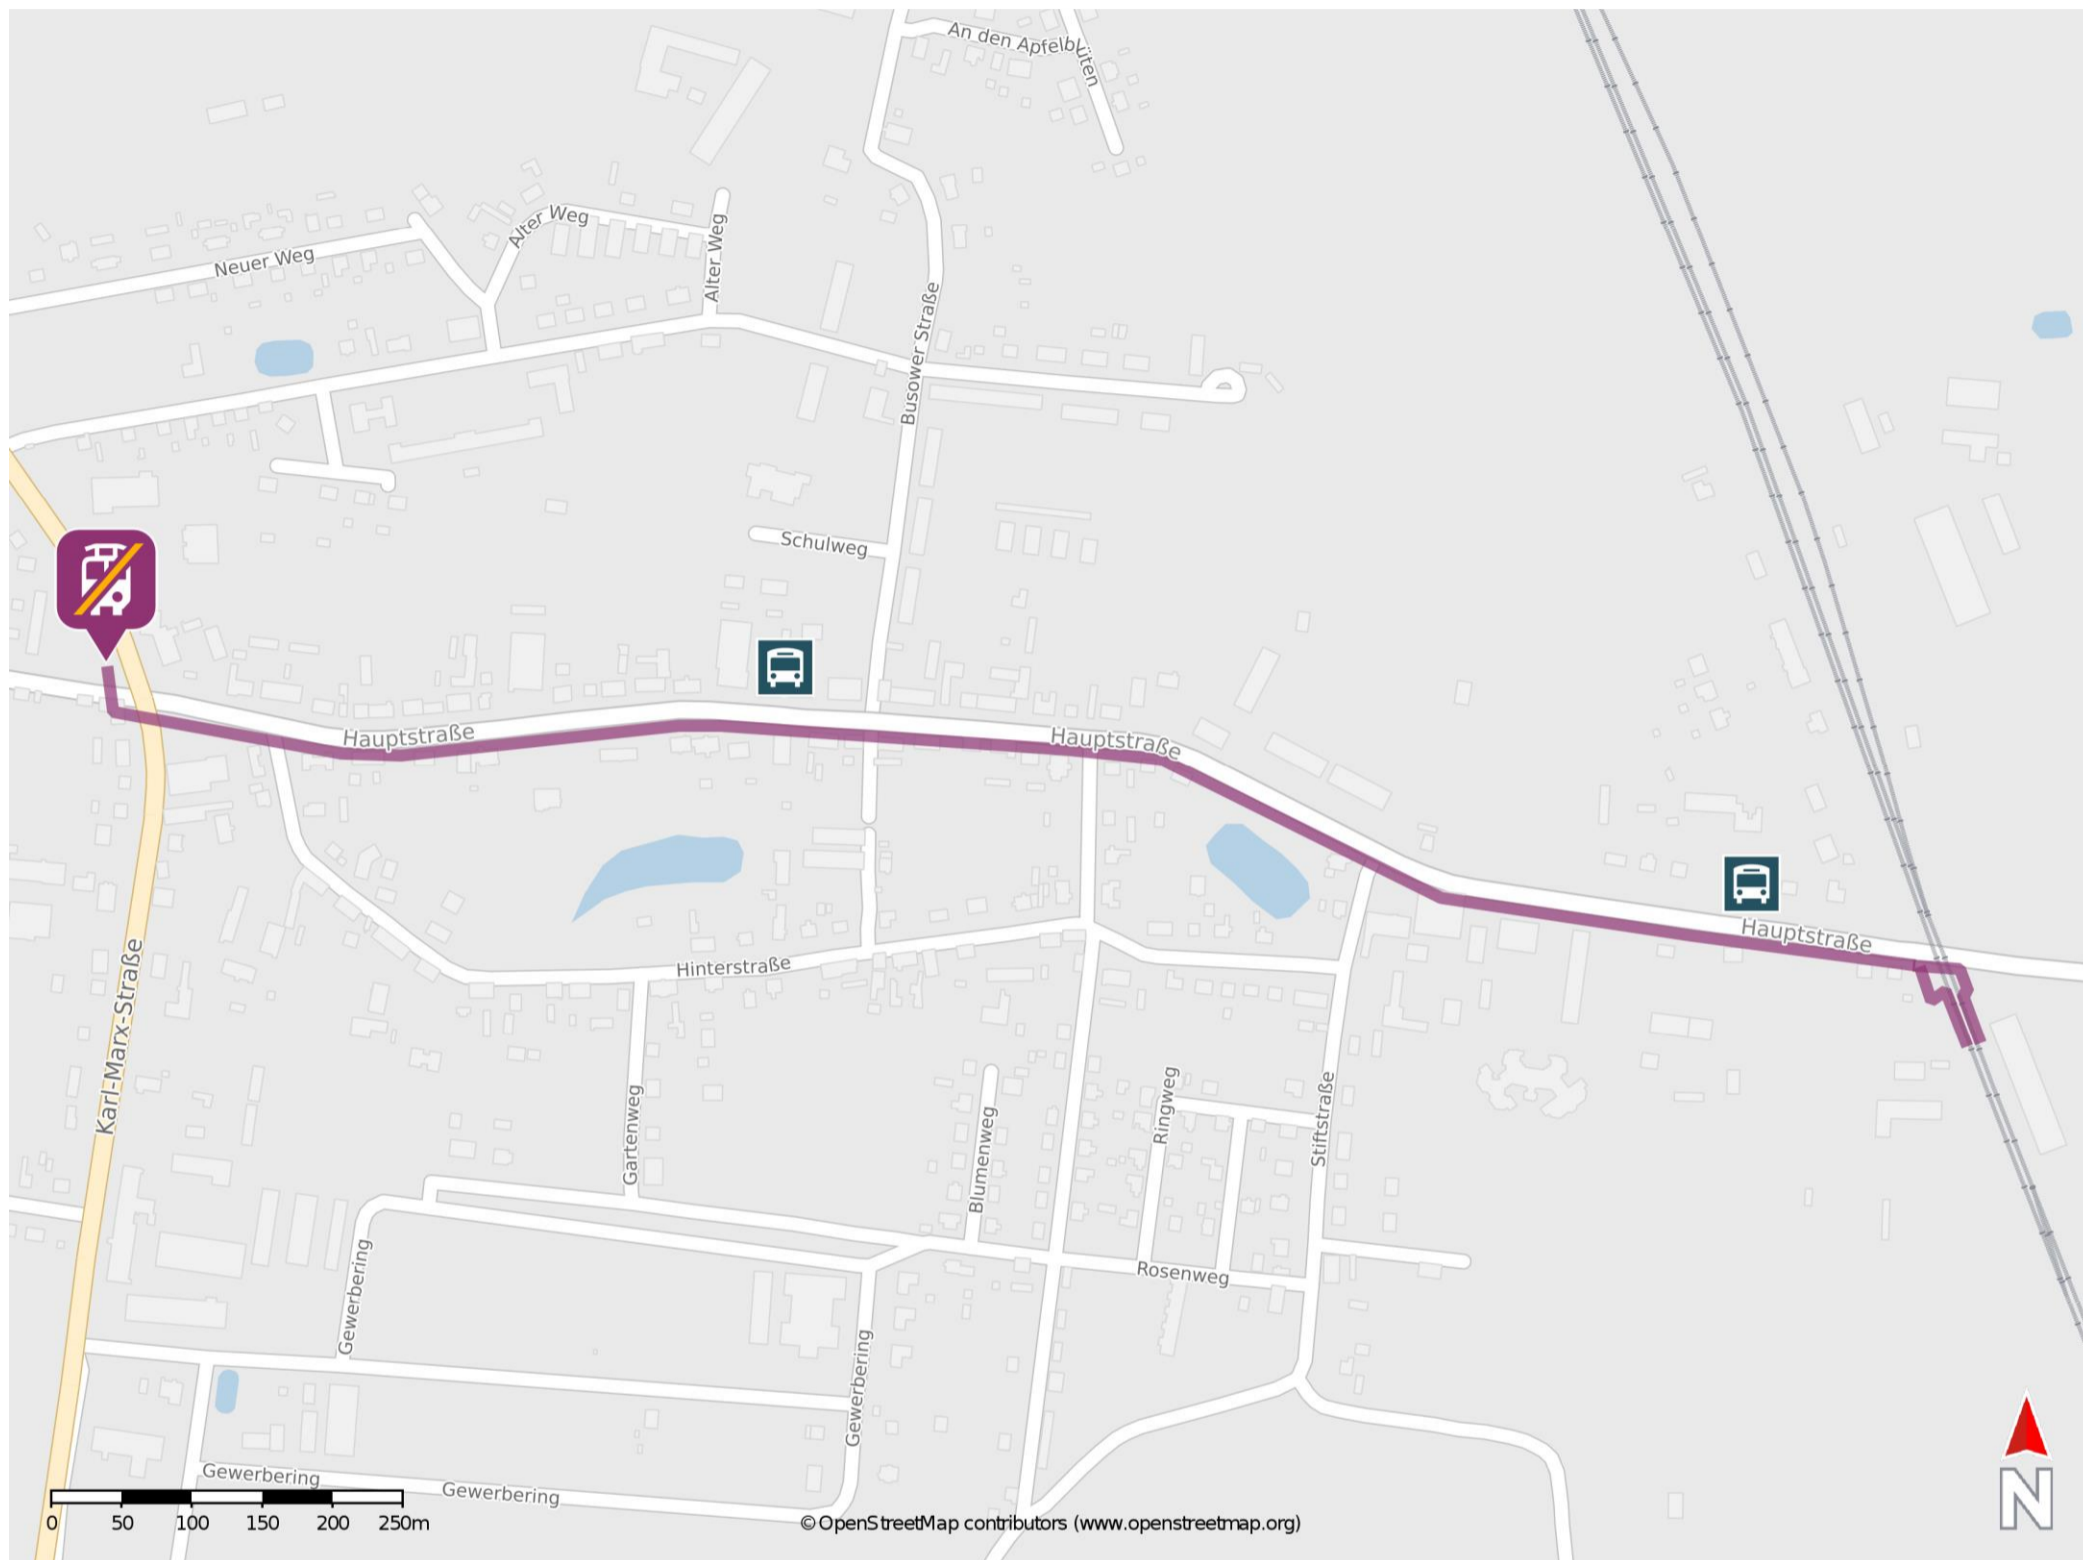 An den Apfelblüten
Alter Weg
Alter Weg
Neuer Weg
Busower Straße
Schulweg
Hauptstraße
Hauptstraße
Hauptstraße
Karl-Marx-Straße
Hinterstraße
Gartenweg
Blumenweg
Ringweg
Stiftstraße
Rosenweg
Gewerbering
Gewerbering
Gewerbering
Gewerbering
0 50 100 150 200 250m
© OpenStreetMap contributors (www.openstreetmap.org)
N